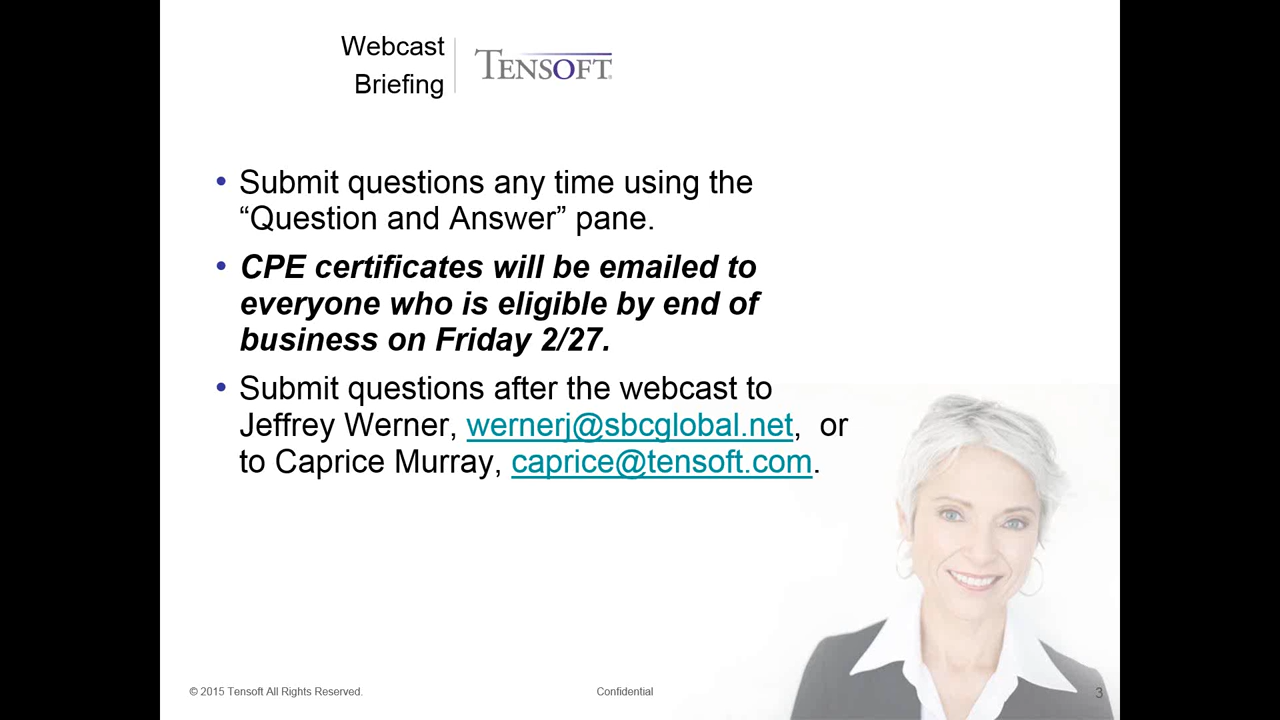 Webcast
Briefing
TENSOFT
• Submit questions any time using the
“Question and Answer” pane.
• CPE certificates will be emailed to
everyone who is eligible by end of
business on Friday 2/27.
• Submit questions after the webcast to
Jeffrey Werner, wernerj@sbcglobal.net, or
to Caprice Murray, caprice@tensoft.com.
© 2015 Tensoft All Rights Reserved.
Confidential
3